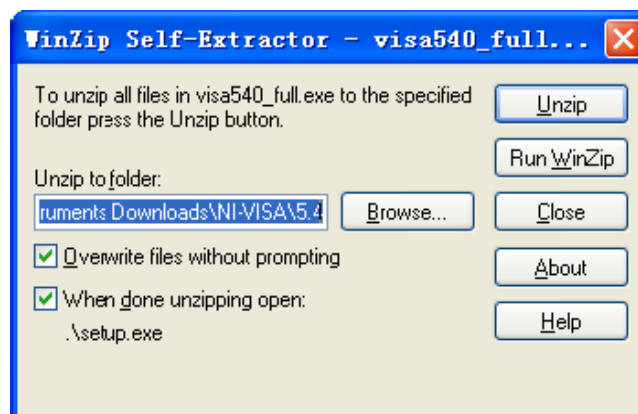 WinZip Self-Extractor - visa540_full...
To unzip all files in visa540_full.exe to the specified
folder press the Unzip button.
Unzip
Run WinZip
Unzip to folder:
ruments Downloads\NI-VISA\5.4
Browse...
Close
Overwrite files without prompting
About
When done unzipping open:
.\setup.exe
Help